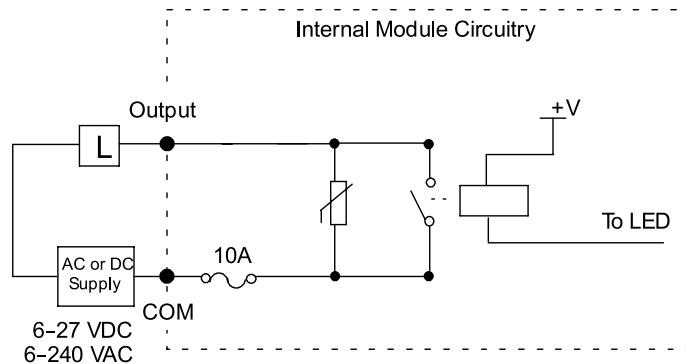 Internal Module Circuitry
Output
+V
L
To LED
10A
AC or DC
Supply
COM
6–27 VDC
6–240 VAC